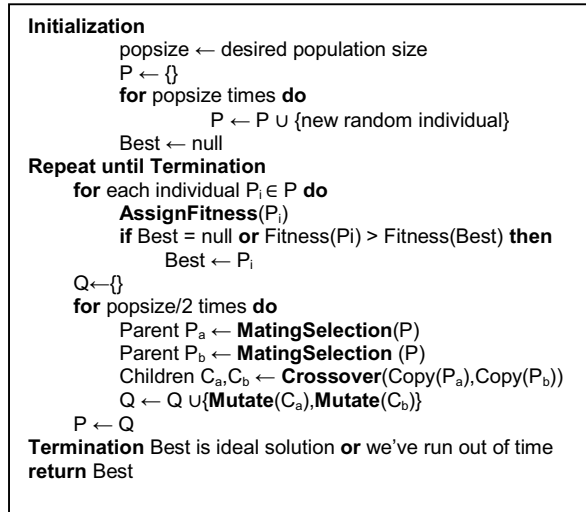 Initialization
popsize ← desired population size
P ← {}
for popsize times do
P ← P ∪ {new random individual}
Best ← null
Repeat until Termination
for each individual Pᵢ ∈ P do
AssignFitness(Pᵢ)
if Best = null or Fitness(Pi) > Fitness(Best) then
Best ← Pᵢ
Q←{}
for popsize/2 times do
Parent Pₐ ← MatingSelection(P)
Parent P_b ← MatingSelection (P)
Children Cₐ,C_b ← Crossover(Copy(Pₐ),Copy(P_b))
Q ← Q ∪{Mutate(Cₐ),Mutate(C_b)}
P ← Q
Termination Best is ideal solution or we've run out of time
return Best